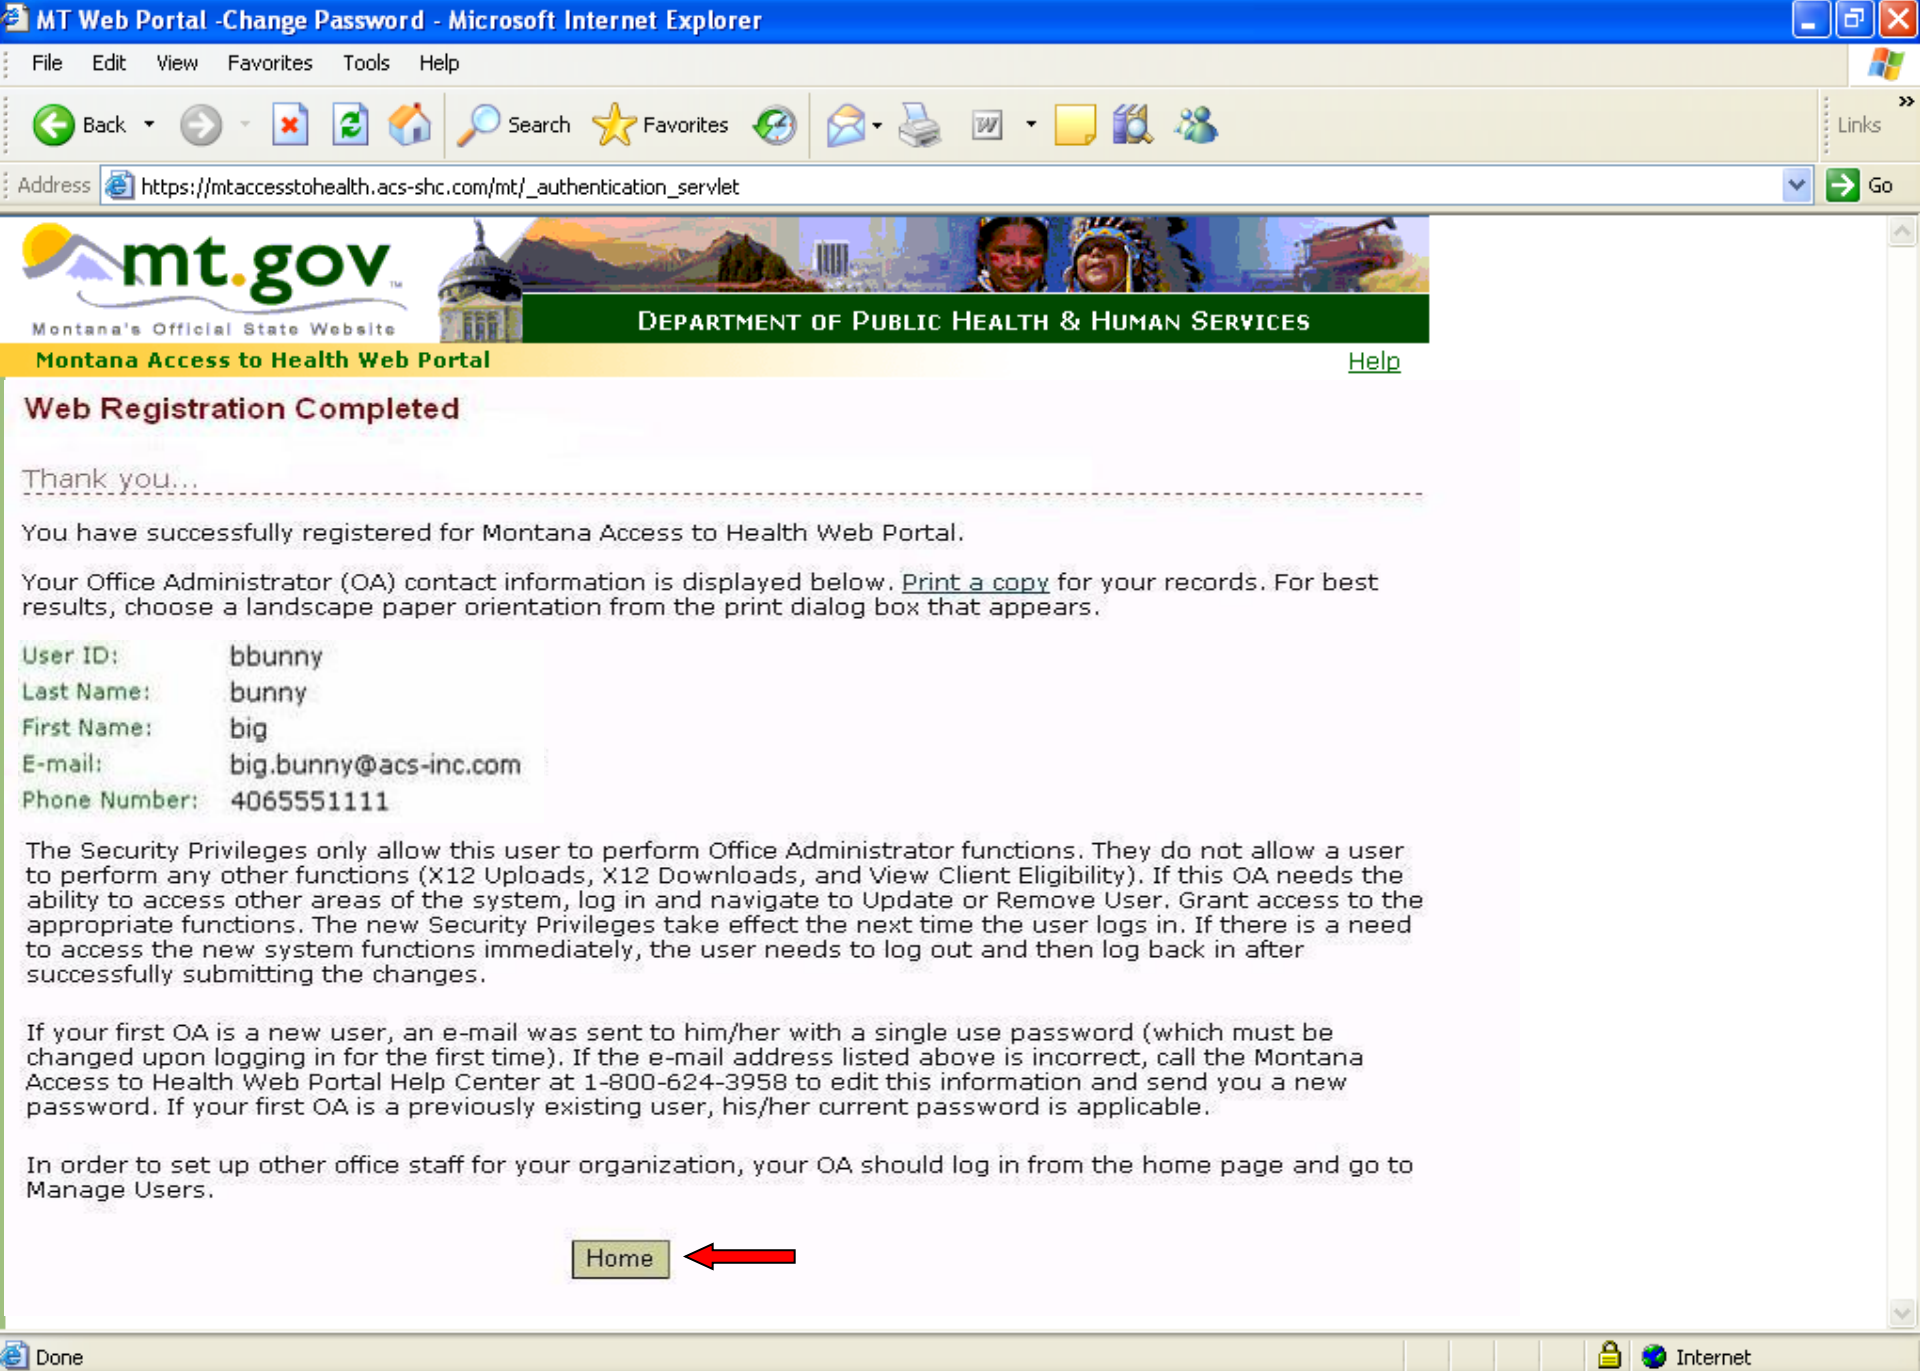 MT Web Portal -Change Password - Microsoft Internet Explorer
File Edit View Favorites Tools Help
Back Search Favorites W Links
Address https://mtaccesstohealth.acs-shc.com/mt/_authentication_servlet Go
mt.gov TM
Montana's Official State Website
DEPARTMENT OF PUBLIC HEALTH & HUMAN SERVICES
Montana Access to Health Web Portal Help
Web Registration Completed
Thank you...
You have successfully registered for Montana Access to Health Web Portal.
Your Office Administrator (OA) contact information is displayed below. Print a copy for your records. For best
results, choose a landscape paper orientation from the print dialog box that appears.
User ID: bbunny
Last Name: bunny
First Name: big
E-mail: big.bunny@acs-inc.com
Phone Number: 4065551111
The Security Privileges only allow this user to perform Office Administrator functions. They do not allow a user
to perform any other functions (X12 Uploads, X12 Downloads, and View Client Eligibility). If this OA needs the
ability to access other areas of the system, log in and navigate to Update or Remove User. Grant access to the
appropriate functions. The new Security Privileges take effect the next time the user logs in. If there is a need
to access the new system functions immediately, the user needs to log out and then log back in after
successfully submitting the changes.
If your first OA is a new user, an e-mail was sent to him/her with a single use password (which must be
changed upon logging in for the first time). If the e-mail address listed above is incorrect, call the Montana
Access to Health Web Portal Help Center at 1-800-624-3958 to edit this information and send you a new
password. If your first OA is a previously existing user, his/her current password is applicable.
In order to set up other office staff for your organization, your OA should log in from the home page and go to
Manage Users.
Home
Done Internet